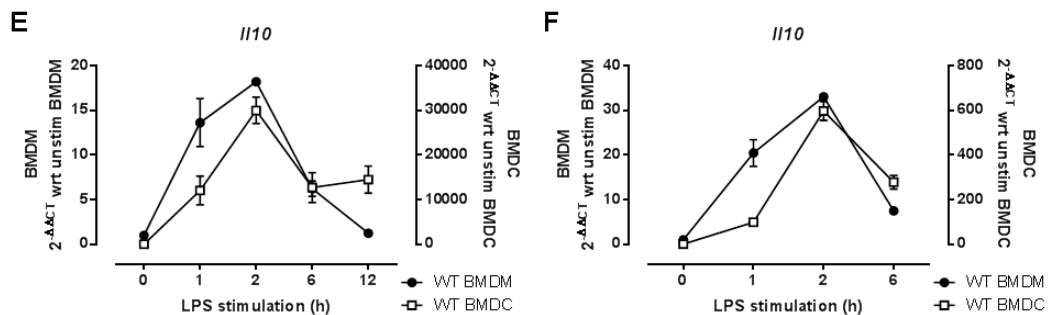 E
Il10
BMDM
2-ΔΔCT wrt unstim BMDM
20
15
10
5
0
40000
30000
20000
10000
0
2-ΔΔCT wrt unstim BMDC
BMDC
0 1 2 6 12
LPS stimulation (h)
WT BMDM
WT BMDC
F
Il10
BMDM
2-ΔΔCT wrt unstim BMDM
40
30
20
10
0
800
600
400
200
0
2-ΔΔCT wrt unstim BMDC
BMDC
0 1 2 6
LPS stimulation (h)
WT BMDM
WT BMDC